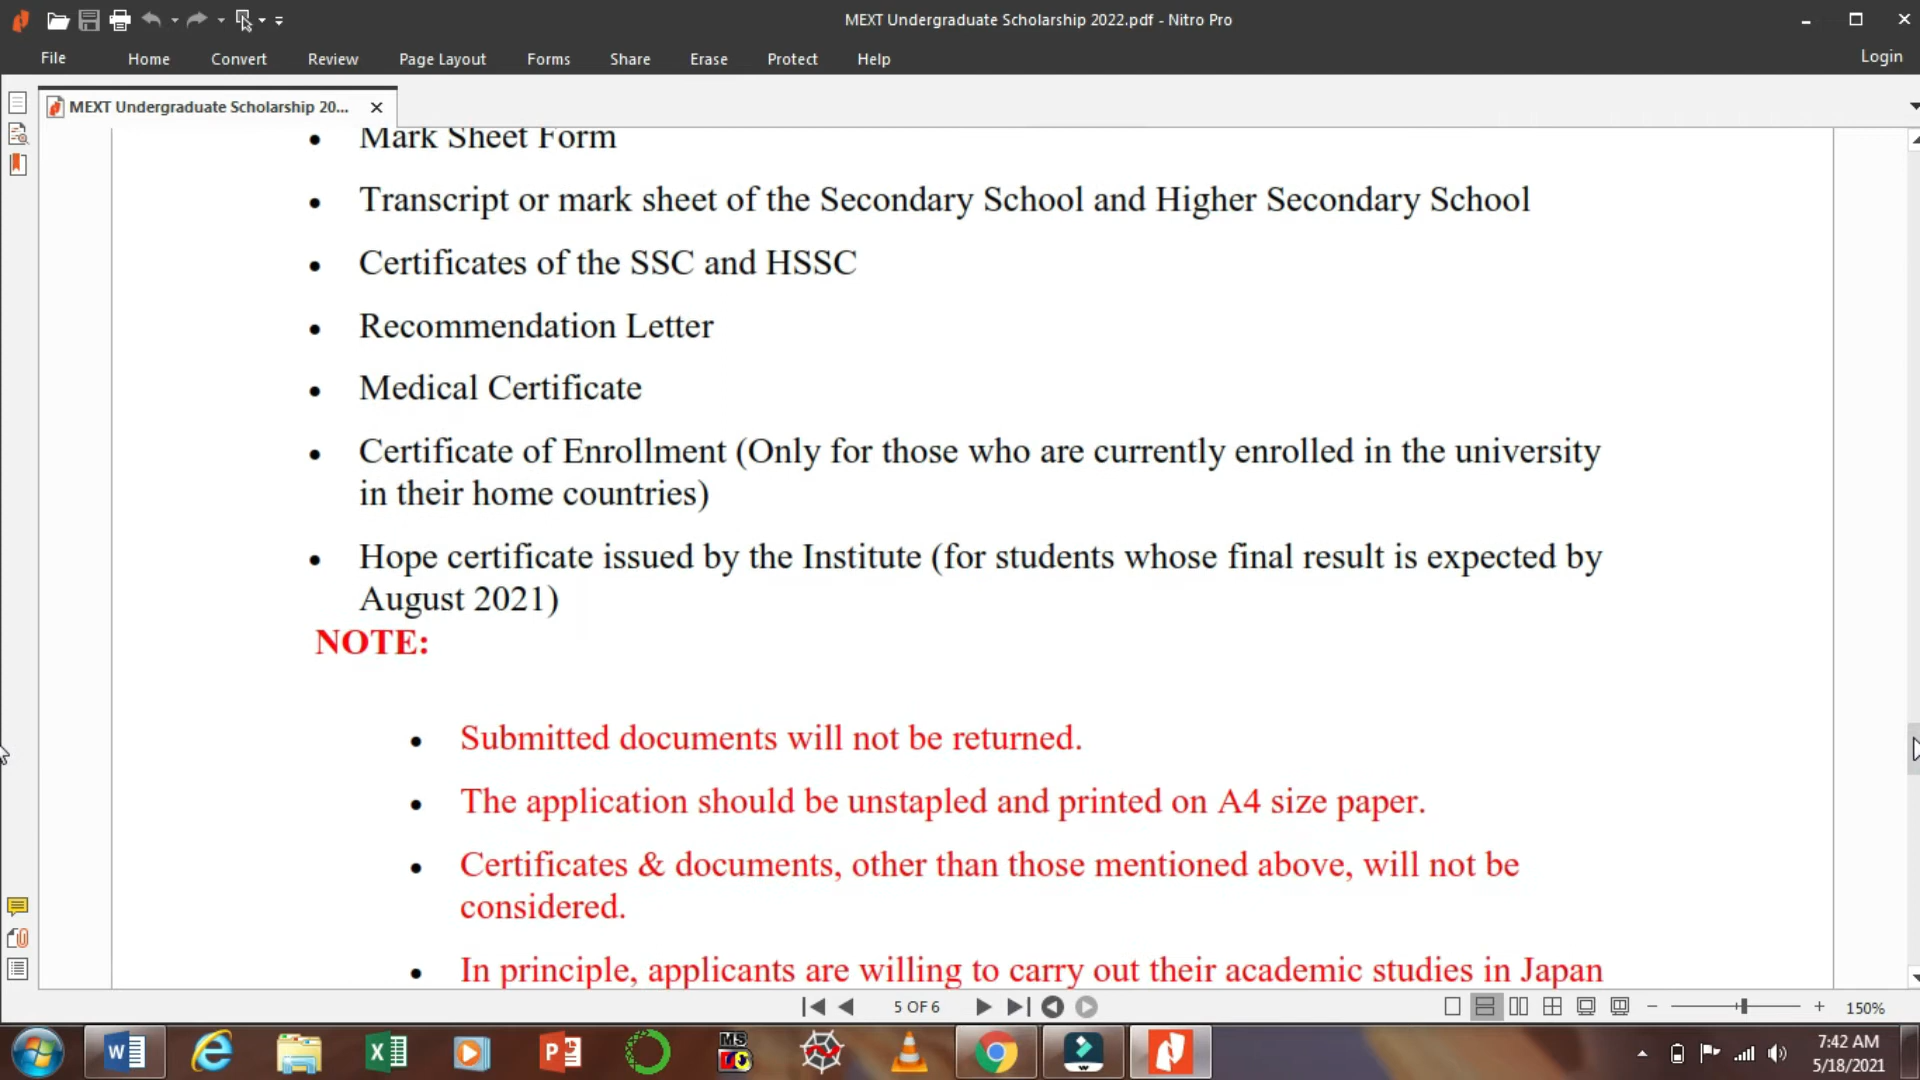 MEXT Undergraduate Scholarship 2022.pdf - Nitro Pro
File Home Convert Review Page Layout Forms Share Erase Protect Help Login
MEXT Undergraduate Scholarship 20...
• Mark Sheet Form
• Transcript or mark sheet of the Secondary School and Higher Secondary School
• Certificates of the SSC and HSSC
• Recommendation Letter
• Medical Certificate
• Certificate of Enrollment (Only for those who are currently enrolled in the university
in their home countries)
• Hope certificate issued by the Institute (for students whose final result is expected by
August 2021)
NOTE:
• Submitted documents will not be returned.
• The application should be unstapled and printed on A4 size paper.
• Certificates & documents, other than those mentioned above, will not be
considered.
• In principle, applicants are willing to carry out their academic studies in Japan
5 OF 6
150%
MS
7:42 AM
5/18/2021